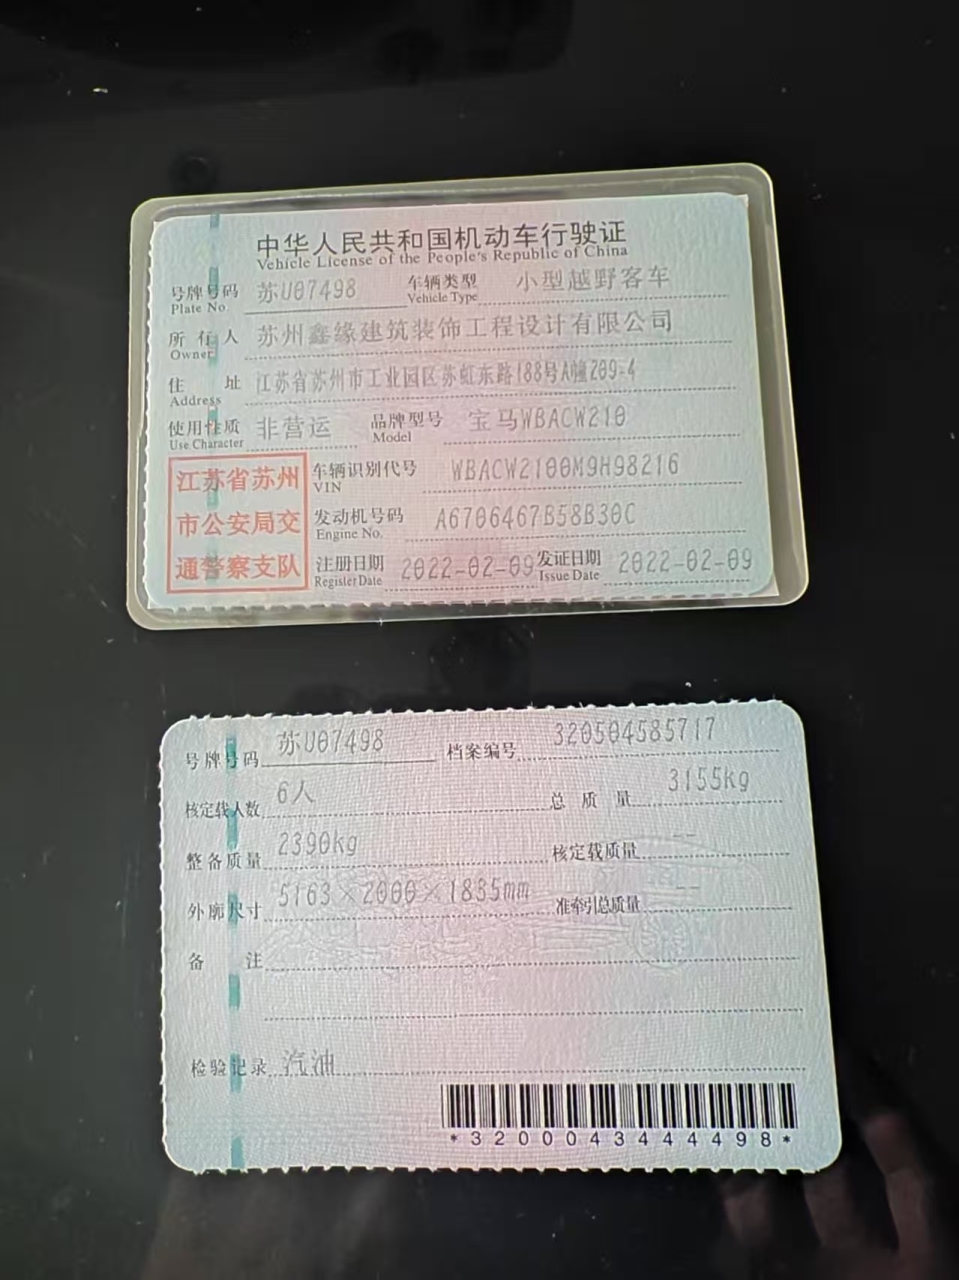 中华人民共和国机动车行驶证
Vehicle License of the People's Republic of China
号牌号码 苏U07498 车辆类型 小型越野客车
Plate No Vehicle Type
所有人 苏州鑫缘建筑装饰工程设计有限公司
Owner
住址 江苏省苏州市工业园区苏虹东路188号A幢209-4
Address
使用性质 非营运 品牌型号 宝马WBACW210
Use Character Model
江苏省苏州
市公安局交
通警察支队
车辆识别代号 WBACW2100M9H98216
VIN
发动机号码 A6706467B58B30C
Engine No.
注册日期 2022-02-09 发证日期 2022-02-09
Register Date Issue Date
号牌号码 苏U07498 档案编号 320504585717
核定载人数 6人 总质量 3155kg
整备质量 2390kg 核定载质量 --
外廓尺寸 5163×2000×1835mm 准牵引总质量 --
备注
检验记录 汽油
*3200043444498*